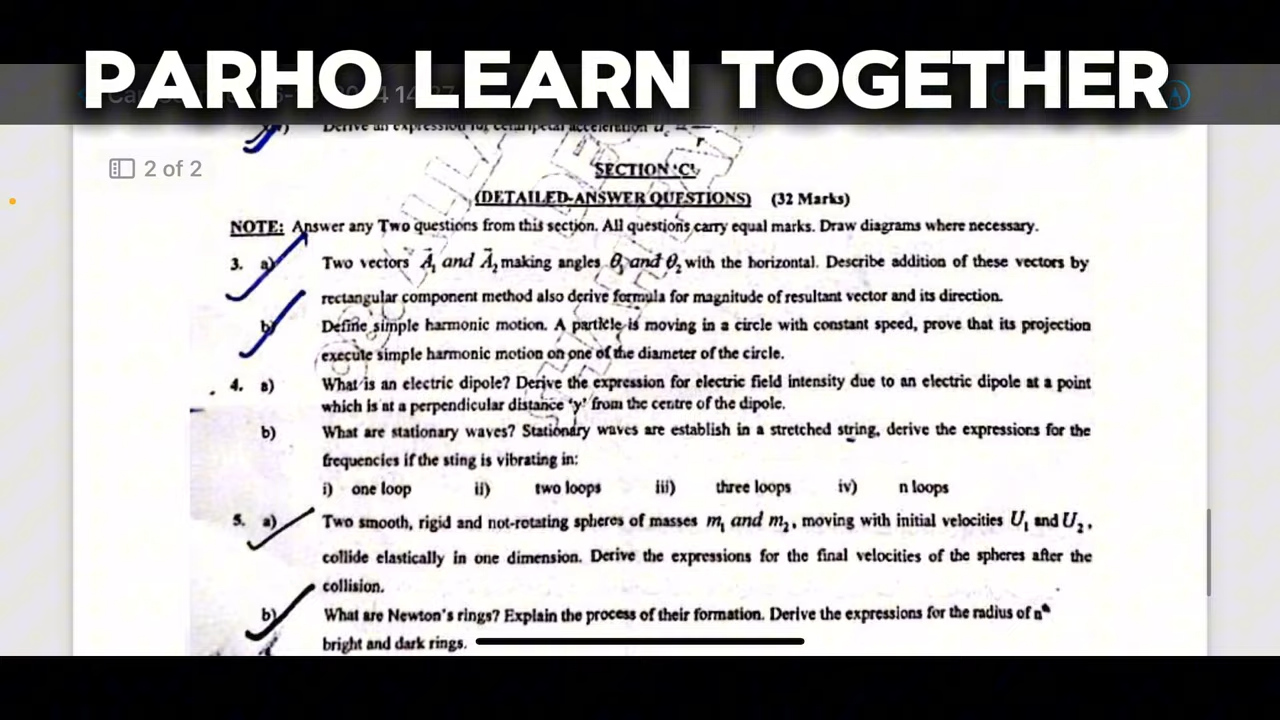 PARHO LEARN TOGETHER
2 of 2
Derive an expression for centripetal acceleration
SECTION 'C'
(DETAILED-ANSWER QUESTIONS) (32 Marks)
NOTE: Answer any Two questions from this section. All questions carry equal marks. Draw diagrams where necessary.
3. a) Two vectors A⃗₁ and A⃗₂ making angles θ₁ and θ₂ with the horizontal. Describe addition of these vectors by
rectangular component method also derive formula for magnitude of resultant vector and its direction.
b) Define simple harmonic motion. A particle is moving in a circle with constant speed, prove that its projection
execute simple harmonic motion on one of the diameter of the circle.
4. a) What is an electric dipole? Derive the expression for electric field intensity due to an electric dipole at a point
which is at a perpendicular distance 'y' from the centre of the dipole.
b) What are stationary waves? Stationary waves are establish in a stretched string, derive the expressions for the
frequencies if the sting is vibrating in:
i) one loop ii) two loops iii) three loops iv) n loops
5. a) Two smooth, rigid and not-rotating spheres of masses m₁ and m₂, moving with initial velocities U₁ and U₂,
collide elastically in one dimension. Derive the expressions for the final velocities of the spheres after the
collision.
b) What are Newton's rings? Explain the process of their formation. Derive the expressions for the radius of nᵗʰ
bright and dark rings.